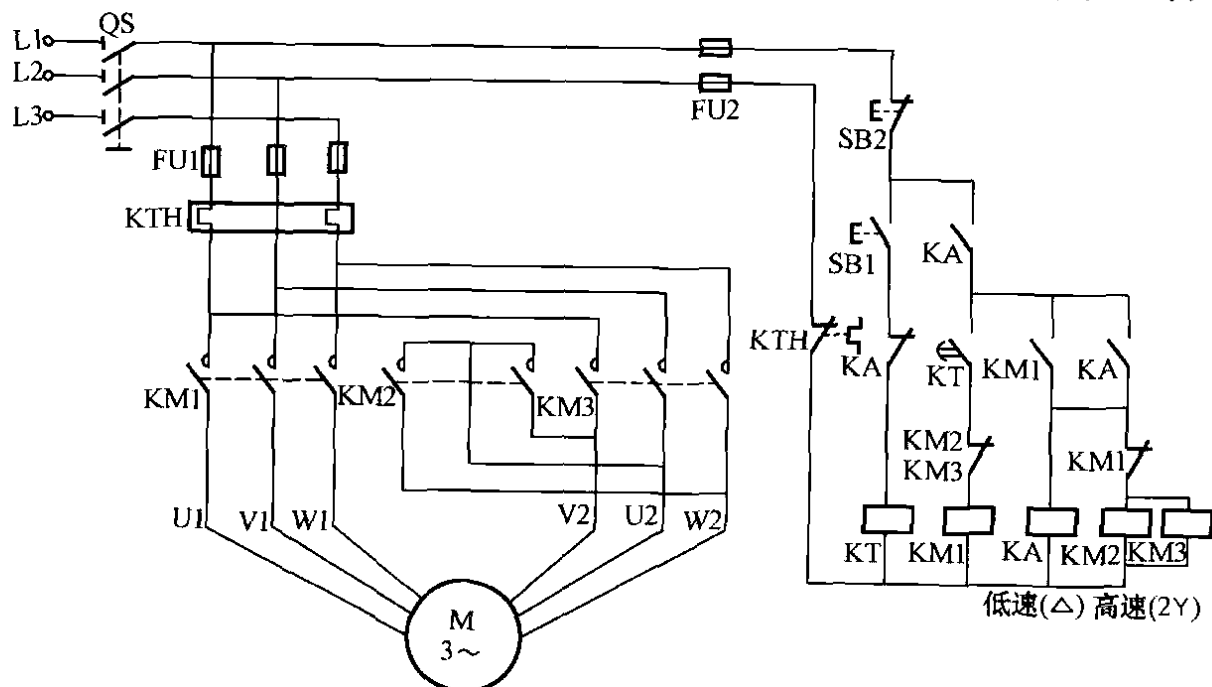 QS
L1
L2
L3
FU2
SB2
FU1
KTH
SB1
KA
KTH
KA
KT
KM1
KA
KM1
KM2
KM3
KM2
KM3
KM1
U1
V1
W1
V2
U2
W2
KT
KM1
KA
KM2
KM3
低速(△) 高速(2Y)
M
3～